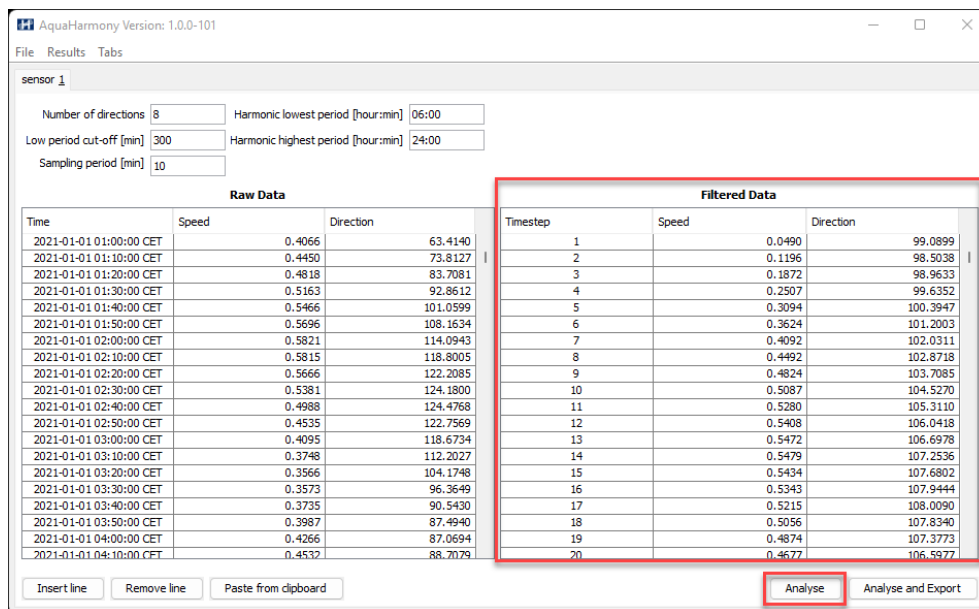 AquaHarmony Version: 1.0.0-101
File Results Tabs
sensor 1
Number of directions 8 Harmonic lowest period [hour:min] 06:00
Low period cut-off [min] 300 Harmonic highest period [hour:min] 24:00
Sampling period [min] 10
Raw Data Filtered Data
Time Speed Direction Timestep Speed Direction
2021-01-01 01:00:00 CET 0.4066 63.4140 1 0.0490 99.0899
2021-01-01 01:10:00 CET 0.4450 73.8127 2 0.1196 98.5038
2021-01-01 01:20:00 CET 0.4818 83.7081 3 0.1872 98.9633
2021-01-01 01:30:00 CET 0.5163 92.8612 4 0.2507 99.6352
2021-01-01 01:40:00 CET 0.5466 101.0599 5 0.3094 100.3947
2021-01-01 01:50:00 CET 0.5696 108.1634 6 0.3624 101.2003
2021-01-01 02:00:00 CET 0.5821 114.0943 7 0.4092 102.0311
2021-01-01 02:10:00 CET 0.5815 118.8005 8 0.4492 102.8718
2021-01-01 02:20:00 CET 0.5666 122.2085 9 0.4824 103.7085
2021-01-01 02:30:00 CET 0.5381 124.1800 10 0.5087 104.5270
2021-01-01 02:40:00 CET 0.4988 124.4768 11 0.5280 105.3110
2021-01-01 02:50:00 CET 0.4535 122.7569 12 0.5408 106.0418
2021-01-01 03:00:00 CET 0.4095 118.6734 13 0.5472 106.6978
2021-01-01 03:10:00 CET 0.3748 112.2027 14 0.5479 107.2536
2021-01-01 03:20:00 CET 0.3566 104.1748 15 0.5434 107.6802
2021-01-01 03:30:00 CET 0.3573 96.3649 16 0.5343 107.9444
2021-01-01 03:40:00 CET 0.3735 90.5430 17 0.5215 108.0090
2021-01-01 03:50:00 CET 0.3987 87.4940 18 0.5056 107.8340
2021-01-01 04:00:00 CET 0.4266 87.0694 19 0.4874 107.3773
2021-01-01 04:10:00 CET 0.4532 88.7079 20 0.4677 106.5977
Insert line Remove line Paste from clipboard Analyse Analyse and Export